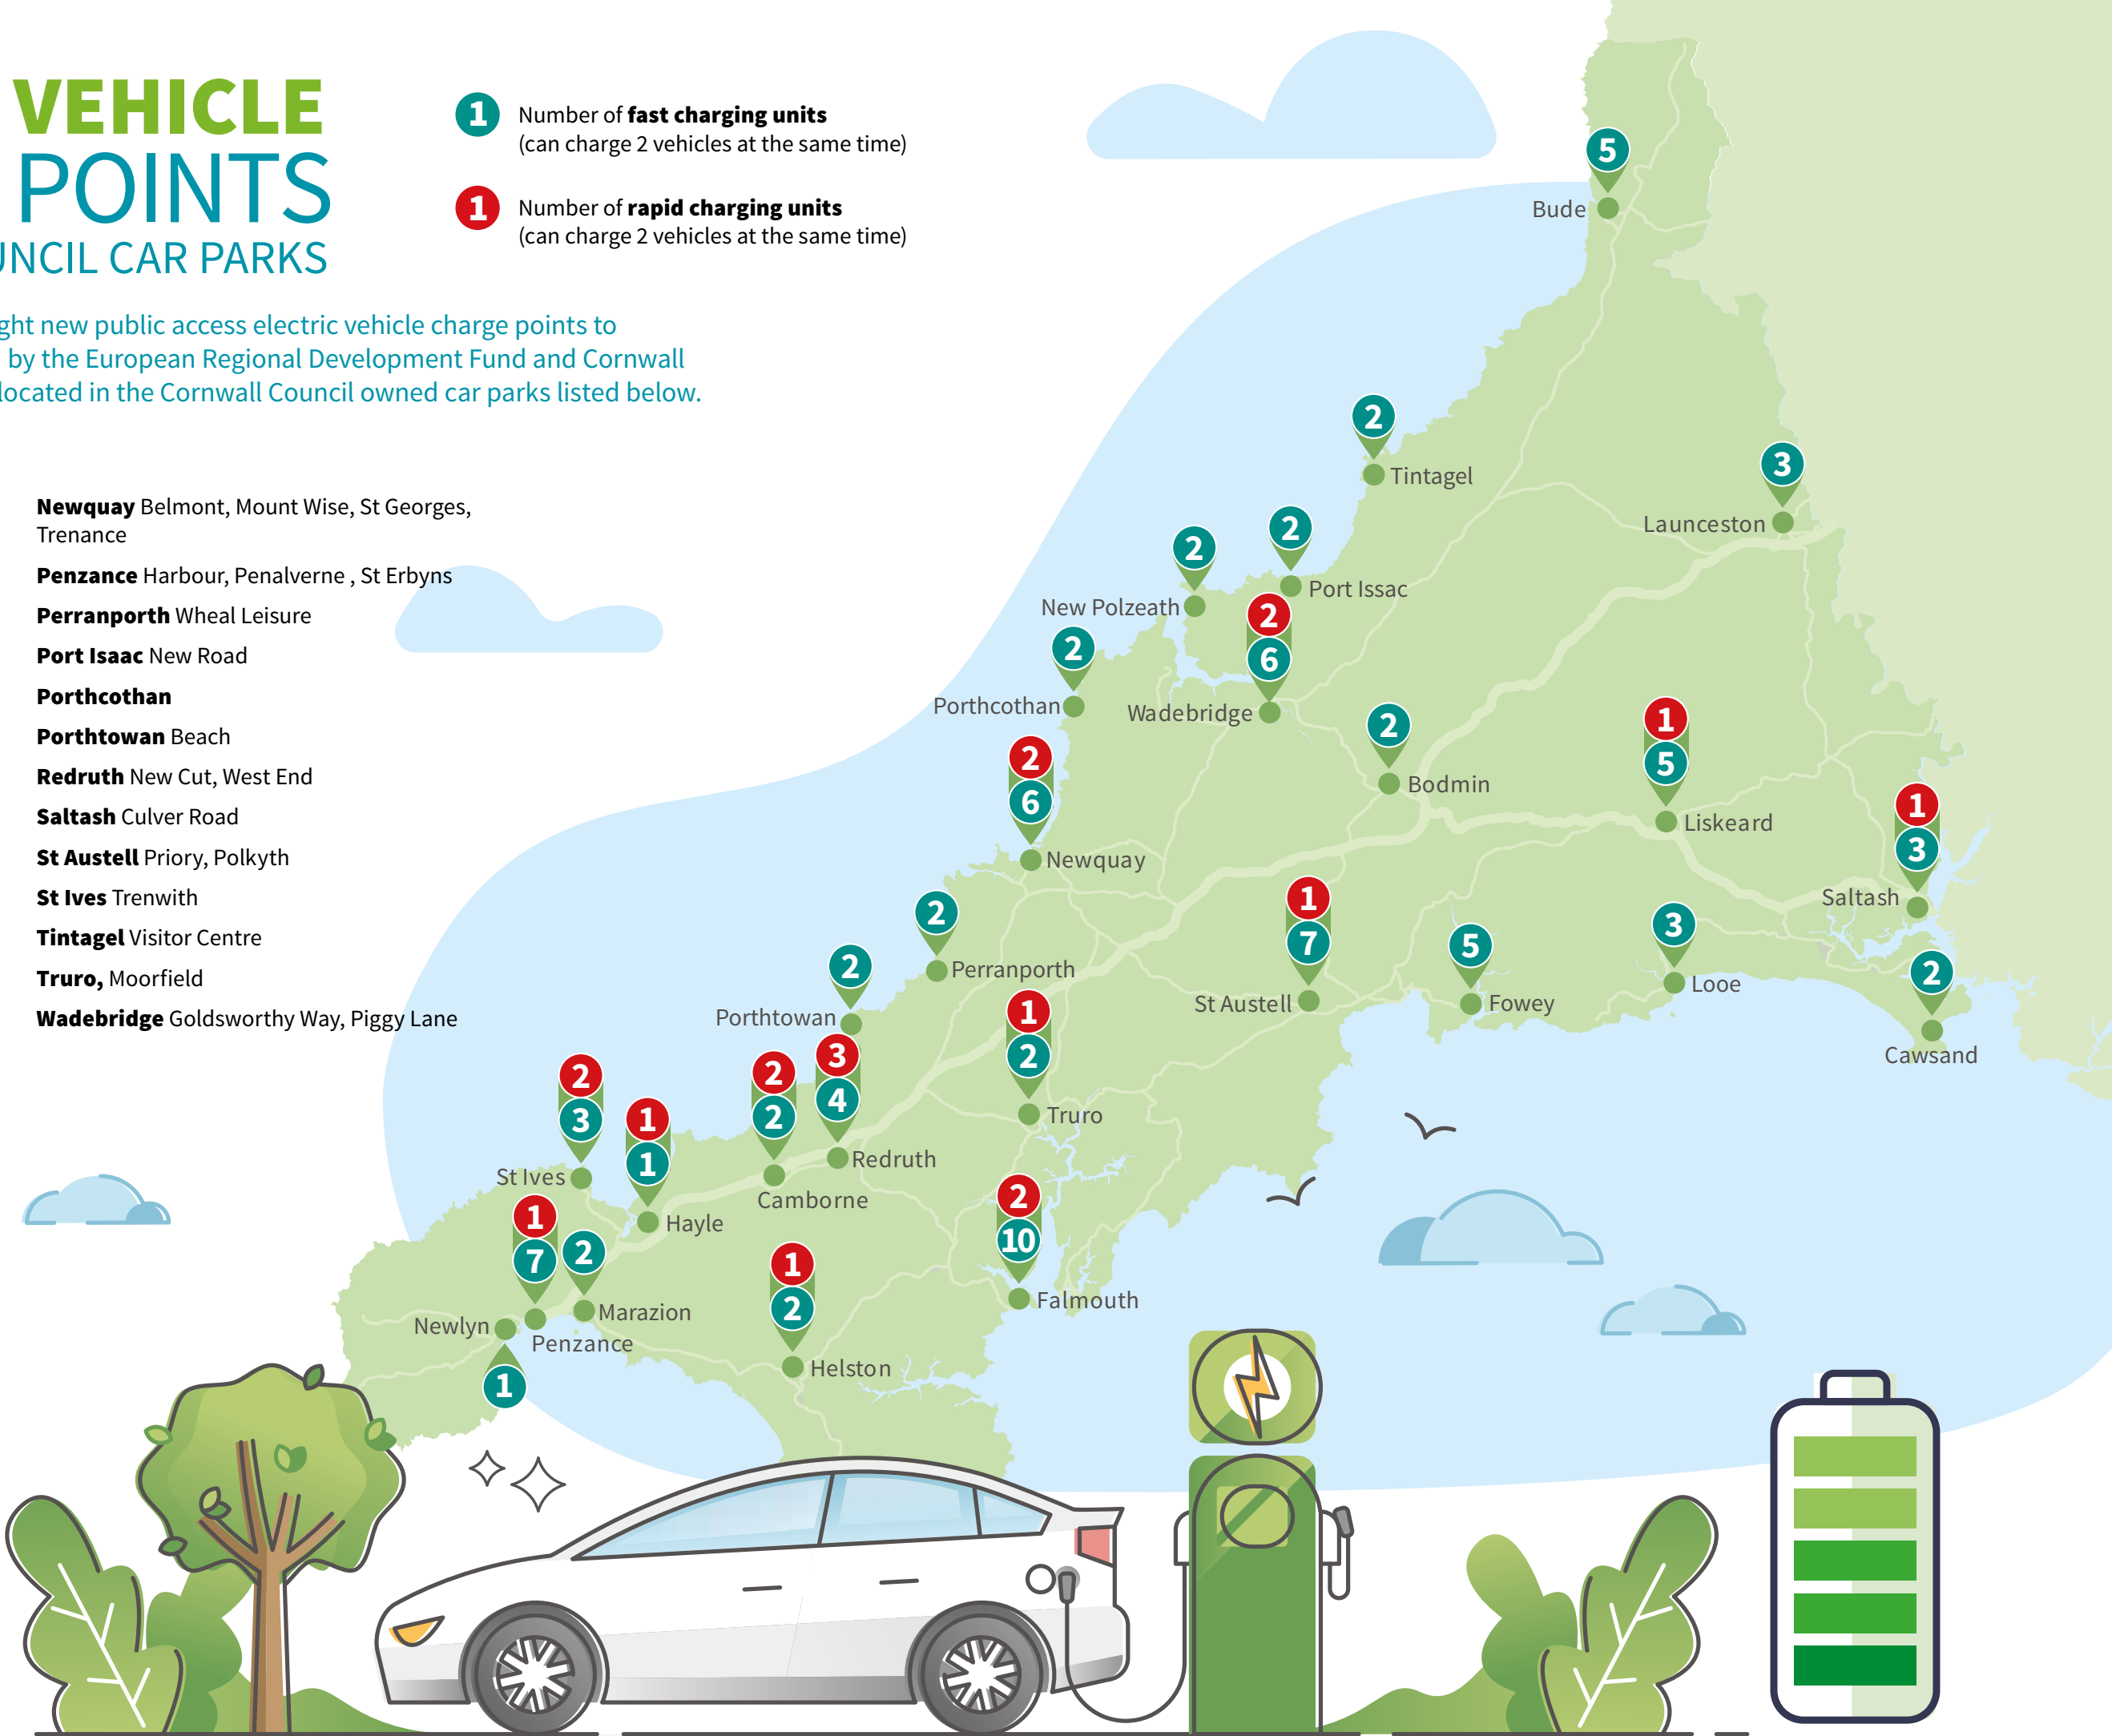 VEHICLE
POINTS
UNCIL CAR PARKS
ght new public access electric vehicle charge points to
by the European Regional Development Fund and Cornwall
located in the Cornwall Council owned car parks listed below.
1 Number of fast charging units
(can charge 2 vehicles at the same time)
1 Number of rapid charging units
(can charge 2 vehicles at the same time)
Newquay Belmont, Mount Wise, St Georges,
Trenance
Penzance Harbour, Penalverne , St Erbyns
Perranporth Wheal Leisure
Port Isaac New Road
Porthcothan
Porthtowan Beach
Redruth New Cut, West End
Saltash Culver Road
St Austell Priory, Polkyth
St Ives Trenwith
Tintagel Visitor Centre
Truro, Moorfield
Wadebridge Goldsworthy Way, Piggy Lane
5
Bude
2
Tintagel
3
Launceston
2
Port Issac
2
New Polzeath
2
6
Wadebridge
2
Porthcothan
2
Bodmin
1
5
Liskeard
2
6
Newquay
1
3
Saltash
1
7
St Austell
5
Fowey
3
Looe
2
Cawsand
2
Perranporth
2
Porthtowan
1
2
Truro
3
4
Redruth
2
2
Camborne
2
3
St Ives
1
1
Hayle
2
10
Falmouth
1
7
Penzance
2
Marazion
1
2
Helston
Newlyn
1